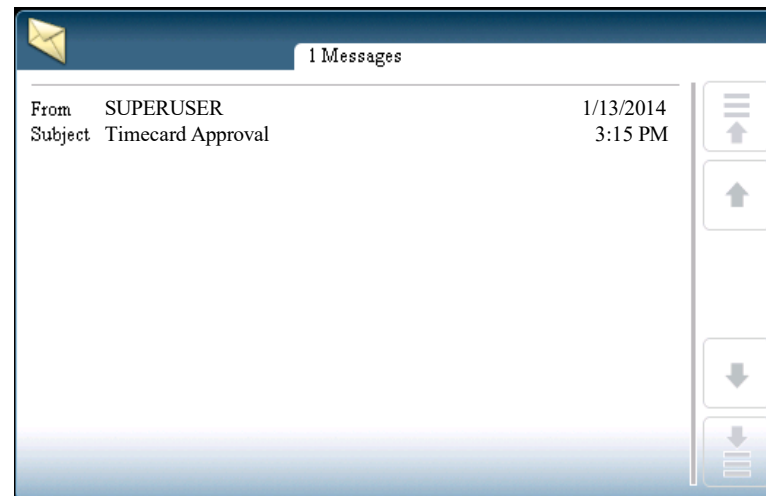 1 Messages
From SUPERUSER 1/13/2014
Subject Timecard Approval 3:15 PM